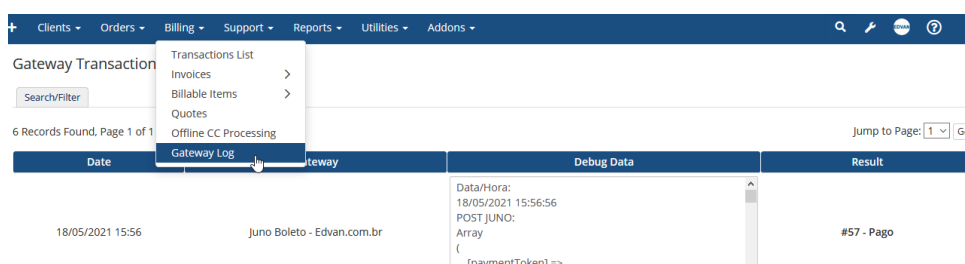 + Clients Orders Billing Support Reports Utilities Addons EDVAN ?
Gateway Transaction
Transactions List
Invoices
Billable Items
Quotes
Offline CC Processing
Gateway Log
Search/Filter
6 Records Found, Page 1 of 1
Jump to Page: 1 G
Date teway Debug Data Result
18/05/2021 15:56
Juno Boleto - Edvan.com.br
Data/Hora:
18/05/2021 15:56:56
POST JUNO:
Array
(
[paymentToken] =>
#57 - Pago